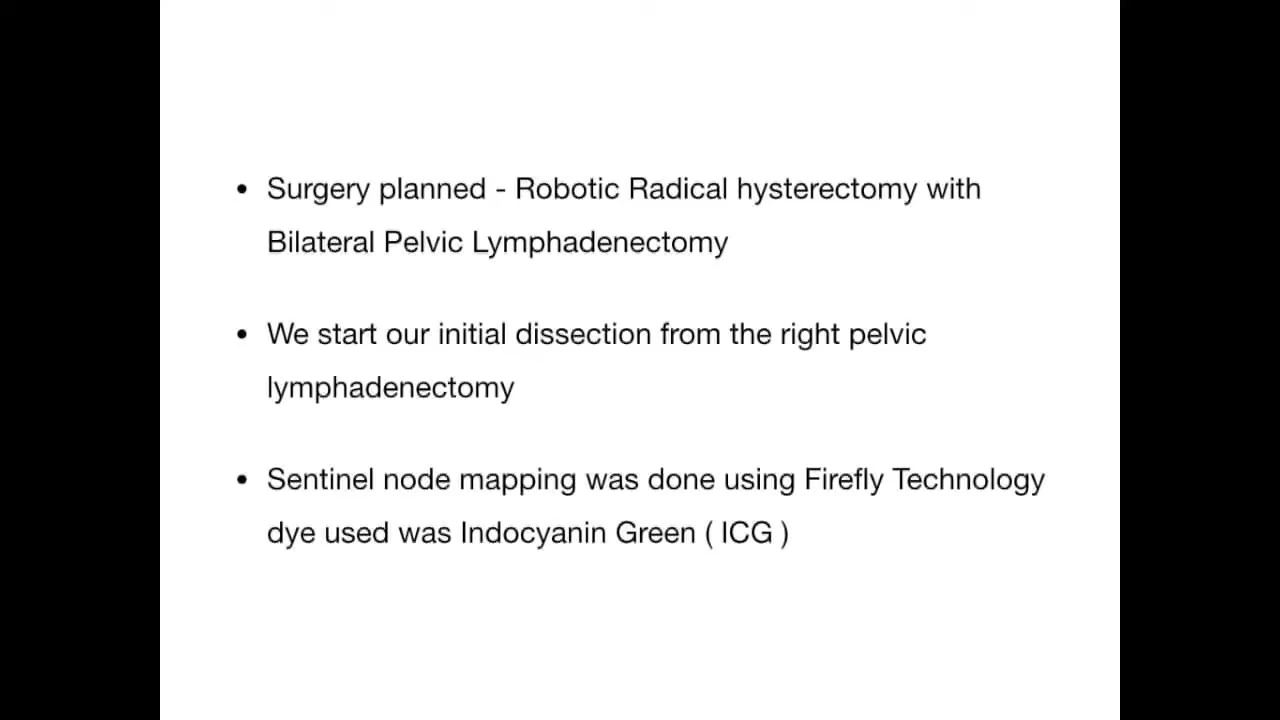 • Surgery planned - Robotic Radical hysterectomy with
Bilateral Pelvic Lymphadenectomy
• We start our initial dissection from the right pelvic
lymphadenectomy
• Sentinel node mapping was done using Firefly Technology
dye used was Indocyanin Green ( ICG )